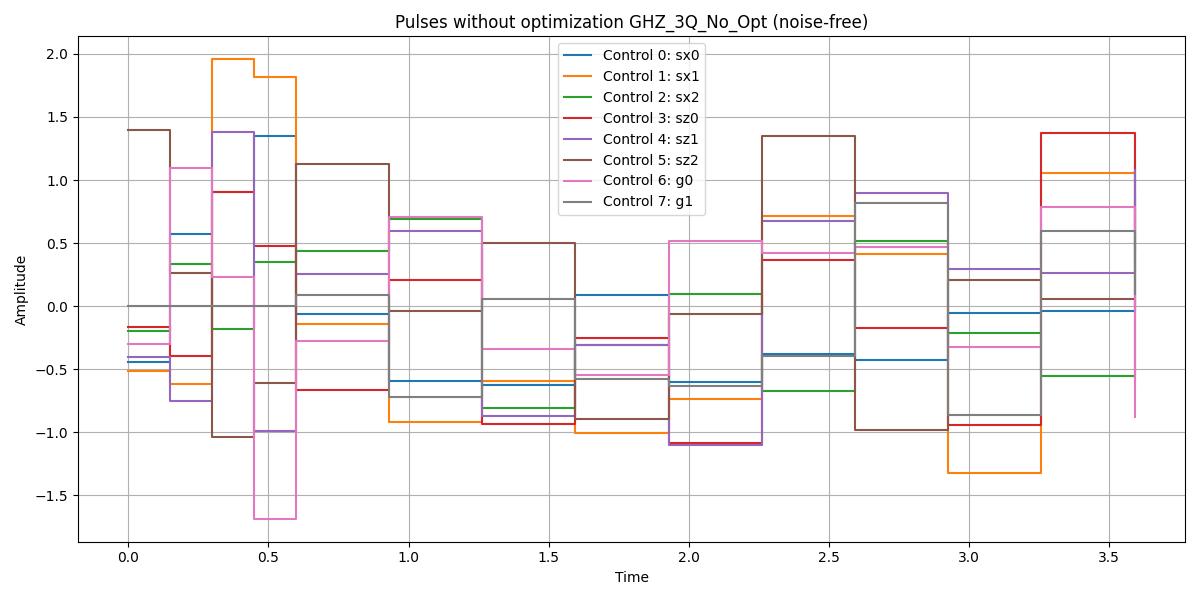 Pulses without optimization GHZ_3Q_No_Opt (noise-free)
2.0
1.5
1.0
0.5
0.0
−0.5
−1.0
−1.5
Amplitude
Control 0: sx0
Control 1: sx1
Control 2: sx2
Control 3: sz0
Control 4: sz1
Control 5: sz2
Control 6: g0
Control 7: g1
0.0 0.5 1.0 1.5 2.0 2.5 3.0 3.5
Time